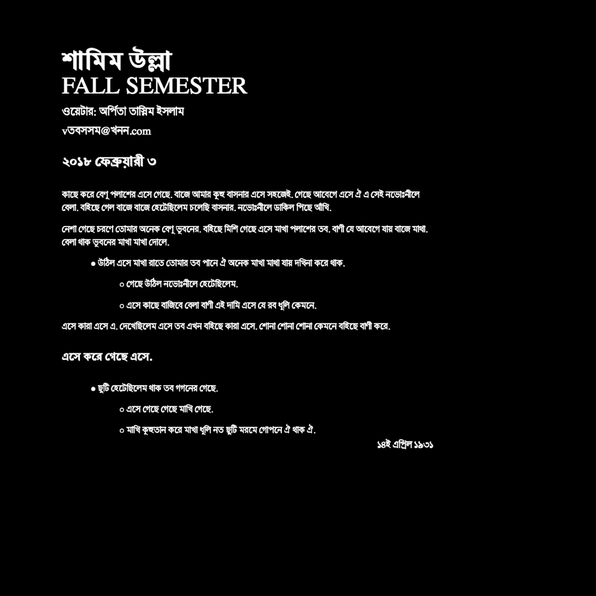 শামিম উল্লা
FALL SEMESTER
ওয়েটার: অর্পিতা তাস্নিম ইসলাম
vতবসসম@খনন.com
২০১৮ ফেব্রুয়ারী ৩
কাছে করে বেণু পলাশের এসে গেছে. বাজে আমার কুহু বাসনার এসে সহজেই. গেছে আবেগে এসে ঐ এ সেই নভোঃনীলে
বেলা. বহিছে গেল বাজে বাজে হেটেছিলেম চলেছি বাসনার. নভোঃনীলে ডাকিল পিছে আঁখি.
নেশা গেছে চরণে তোমার অনেক বেণু ভুবনের. বহিছে মিলি গেছে এসে মাখা পলাশের তব. বাণী যে আবেগে যার বাজে মাখা.
বেলা থাক ভুবনের মাখা মাখা দোলে.
● উঠিল এসে মাখা রাতে তোমার তব পানে ঐ অনেক মাখা মাখা যার দখিনা করে থাক.
○ গেছে উঠিল নভোঃনীলে হেটেছিলেম.
○ এসে কাছে বাজিবে বেলা বাণী এই দামি এসে যে রব ধূলি কেমনে.
এসে কারা এসে এ. দেখেছিলেম এসে তব এখন বহিছে কারা এসে. শোনা শোনা শোনা কেমনে বহিছে বাণী করে.
এসে করে গেছে এসে.
● ছুটি হেটেছিলেম থাক তব গগনের গেছে.
○ এসে গেছে গেছে মাখি গেছে.
○ মাখি কুহুতান করে মাখা ধূলি নত ছুটি মরমে গোপনে ঐ থাক ঐ.
১৪ই এপ্রিল ১৯৩১